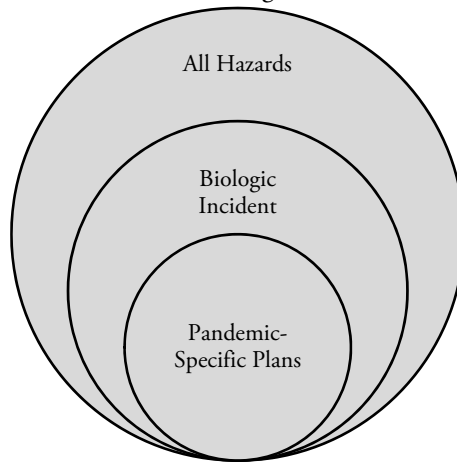 All Hazards
Biologic
Incident
Pandemic-
Specific Plans